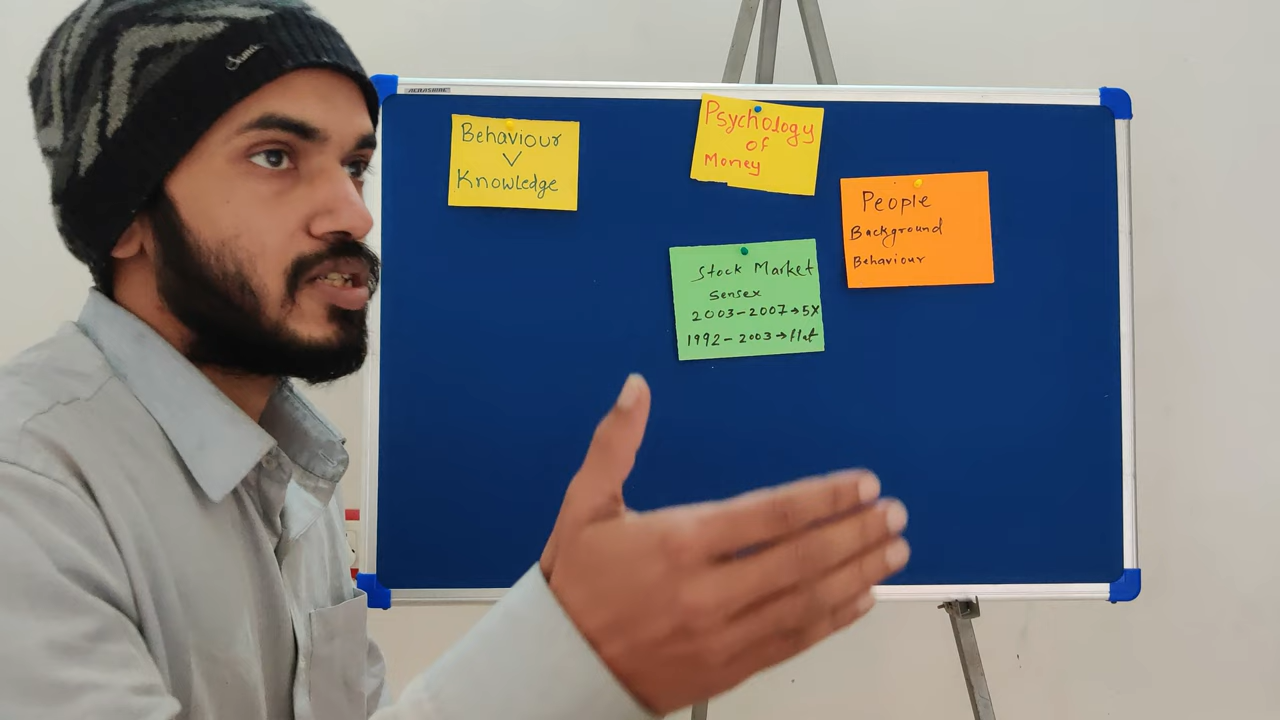 Behaviour
V
Knowledge
Psychology
of
Money
People
Background
Behaviour
Stock Market
Sensex
2003-2007→5X
1992-2003→flat